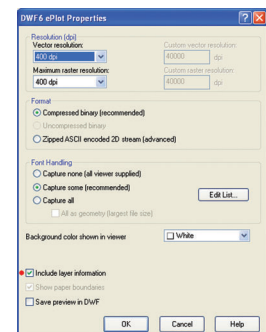 DWF6 ePlot Properties
Resolution (dpi)
Vector resolution:
Custom vector resolution:
400 dpi
40000 dpi
Maximum raster resolution:
Custom raster resolution:
400 dpi
40000 dpi
Format
Compressed binary (recommended)
Uncompressed binary
Zipped ASCII encoded 2D stream (advanced)
Font Handling
Capture none (all viewer supplied)
Capture some (recommended)
Edit List...
Capture all
All as geometry (largest file size)
Background color shown in viewer
White
Include layer information
Show paper boundaries
Save preview in DWF
OK Cancel Help